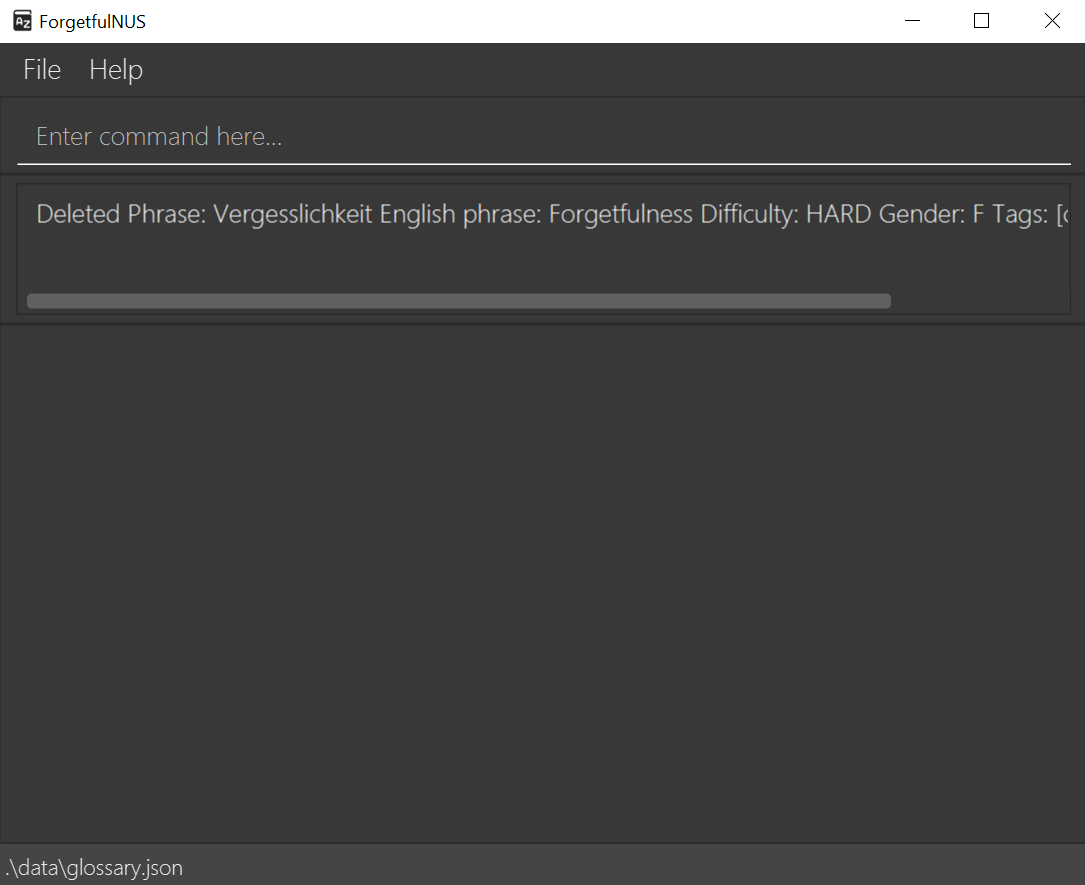 ForgetfulNUS
File Help
Enter command here...
Deleted Phrase: Vergesslichkeit English phrase: Forgetfulness Difficulty: HARD Gender: F Tags:
.\data\glossary.json